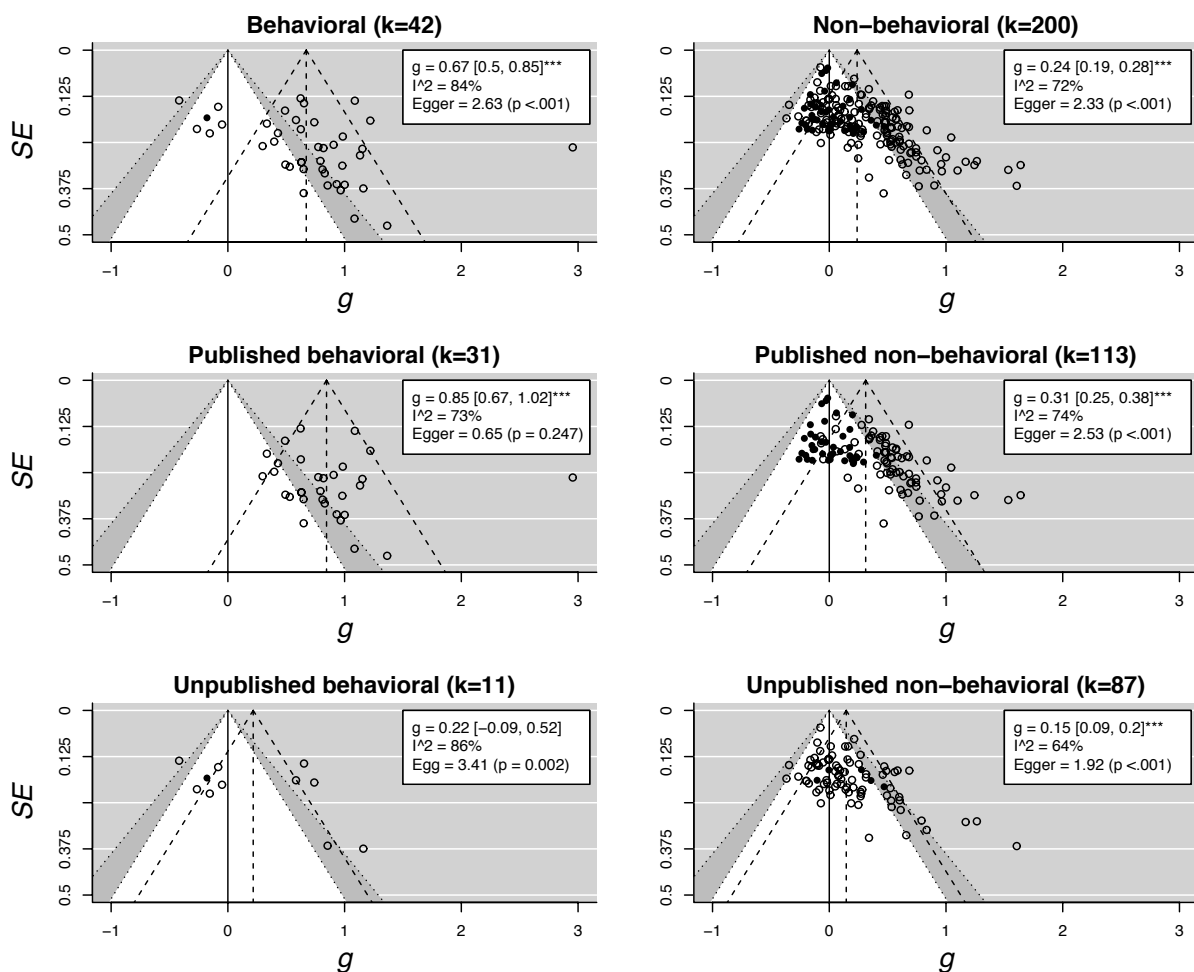 Behavioral (k=42)
g = 0.67 [0.5, 0.85]***
I^2 = 84%
Egger = 2.63 (p <.001)
SE
0
0.125
0.375
0.5
−1 0 1 2 3
g
Non−behavioral (k=200)
g = 0.24 [0.19, 0.28]***
I^2 = 72%
Egger = 2.33 (p <.001)
0
0.125
0.375
0.5
−1 0 1 2 3
g
Published behavioral (k=31)
g = 0.85 [0.67, 1.02]***
I^2 = 73%
Egger = 0.65 (p = 0.247)
SE
0
0.125
0.375
0.5
−1 0 1 2 3
g
Published non−behavioral (k=113)
g = 0.31 [0.25, 0.38]***
I^2 = 74%
Egger = 2.53 (p <.001)
0
0.125
0.375
0.5
−1 0 1 2 3
g
Unpublished behavioral (k=11)
g = 0.22 [−0.09, 0.52]
I^2 = 86%
Egg = 3.41 (p = 0.002)
SE
0
0.125
0.375
0.5
−1 0 1 2 3
g
Unpublished non−behavioral (k=87)
g = 0.15 [0.09, 0.2]***
I^2 = 64%
Egger = 1.92 (p <.001)
0
0.125
0.375
0.5
−1 0 1 2 3
g